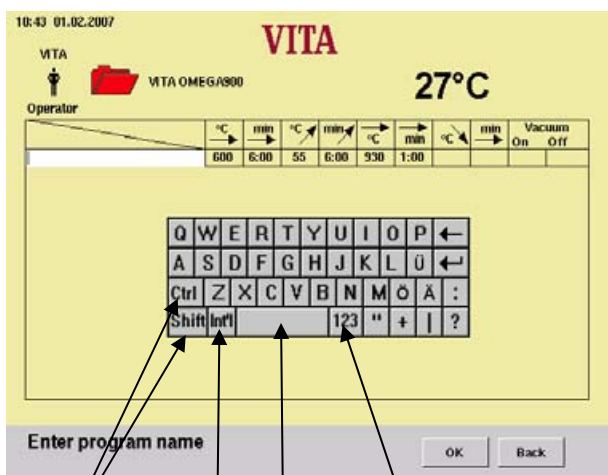 10:43 01.02.2007
VITA
VITA
VITA OMEGA900
27°C
Operator
°C min °C min °C min °C min Vacuum
On Off
600 6:00 55 6:00 930 1:00
Q W E R T Y U I O P ←
A S D F G H J K L Ü ↵
Ctrl Z X C V B N M Ö Ä :
Shift Int'l 123 " + | ?
Enter program name
OK Back